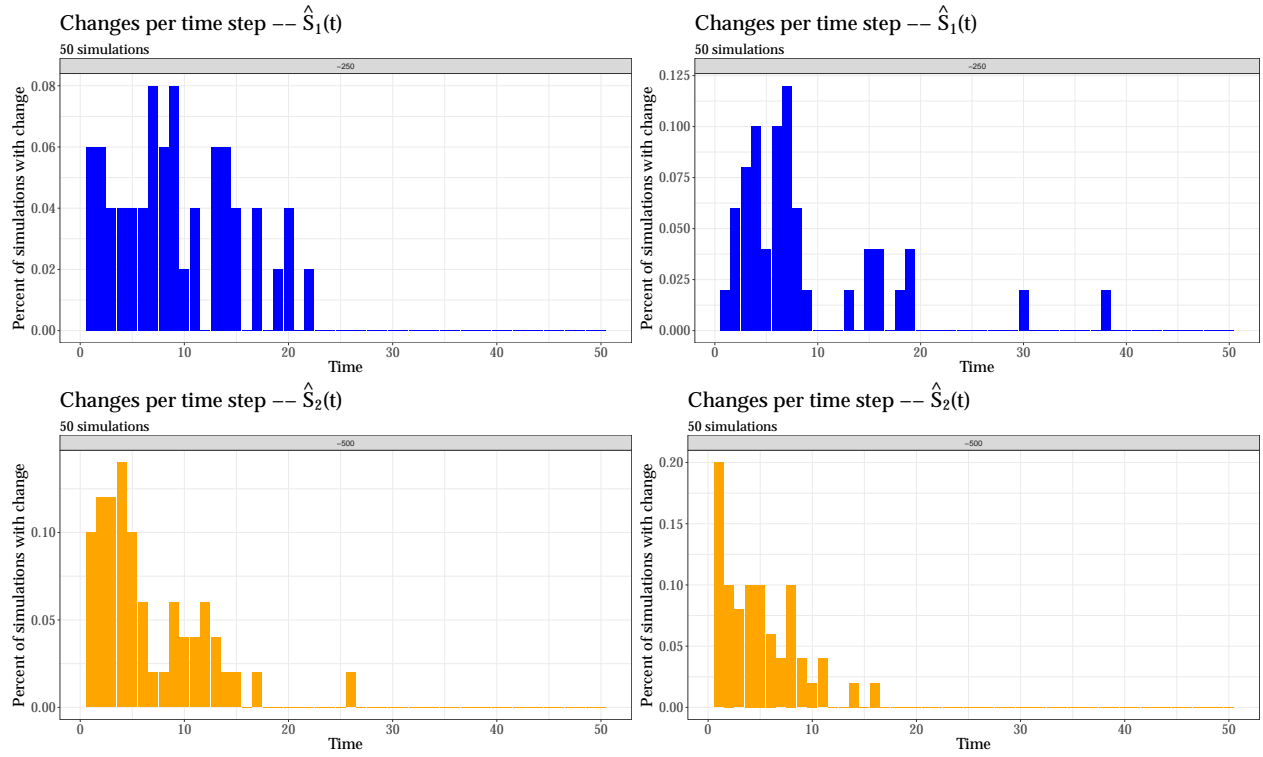 Changes per time step −− Ŝ₁(t)
50 simulations
−250
Percent of simulations with change
0.08
0.06
0.04
0.02
0.00
0 10 20 30 40 50
Time
Changes per time step −− Ŝ₁(t)
50 simulations
−250
Percent of simulations with change
0.125
0.100
0.075
0.050
0.025
0.000
0 10 20 30 40 50
Time
Changes per time step −− Ŝ₂(t)
50 simulations
−500
Percent of simulations with change
0.10
0.05
0.00
0 10 20 30 40 50
Time
Changes per time step −− Ŝ₂(t)
50 simulations
−500
Percent of simulations with change
0.20
0.15
0.10
0.05
0.00
0 10 20 30 40 50
Time